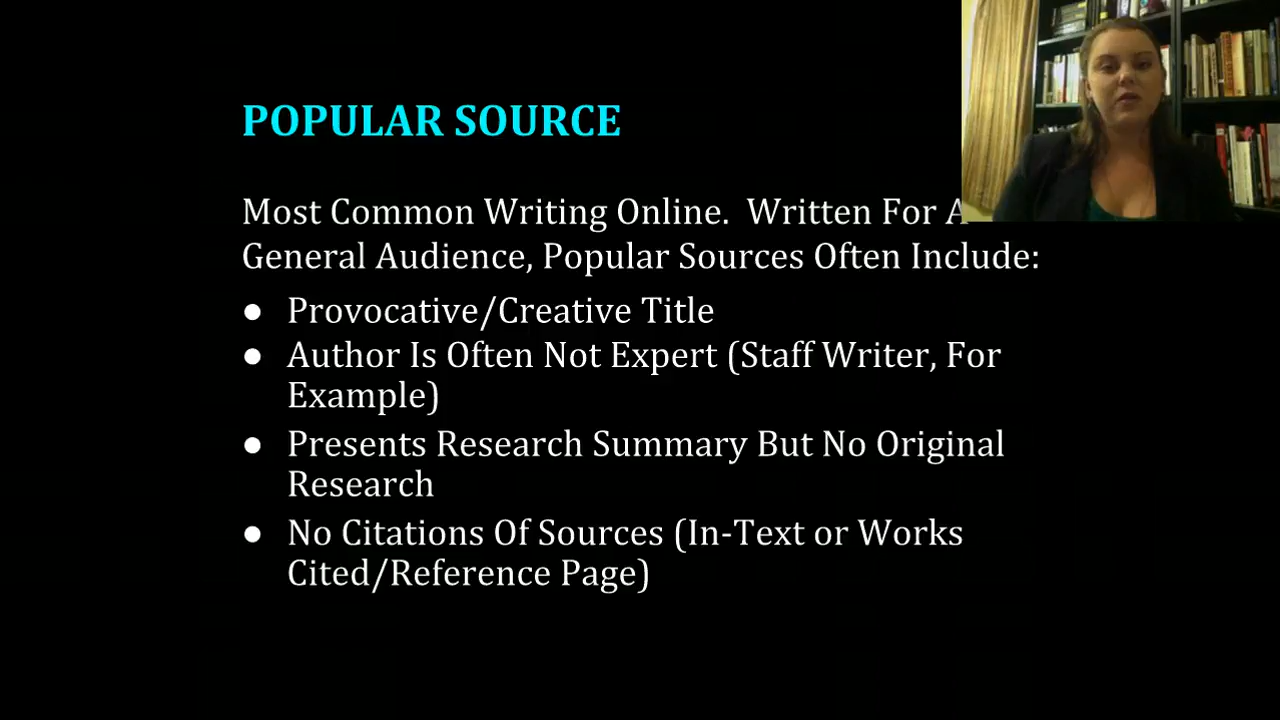 POPULAR SOURCE
Most Common Writing Online.  Written For A
General Audience, Popular Sources Often Include:
● Provocative/Creative Title
● Author Is Often Not Expert (Staff Writer, For
Example)
● Presents Research Summary But No Original
Research
● No Citations Of Sources (In-Text or Works
Cited/Reference Page)